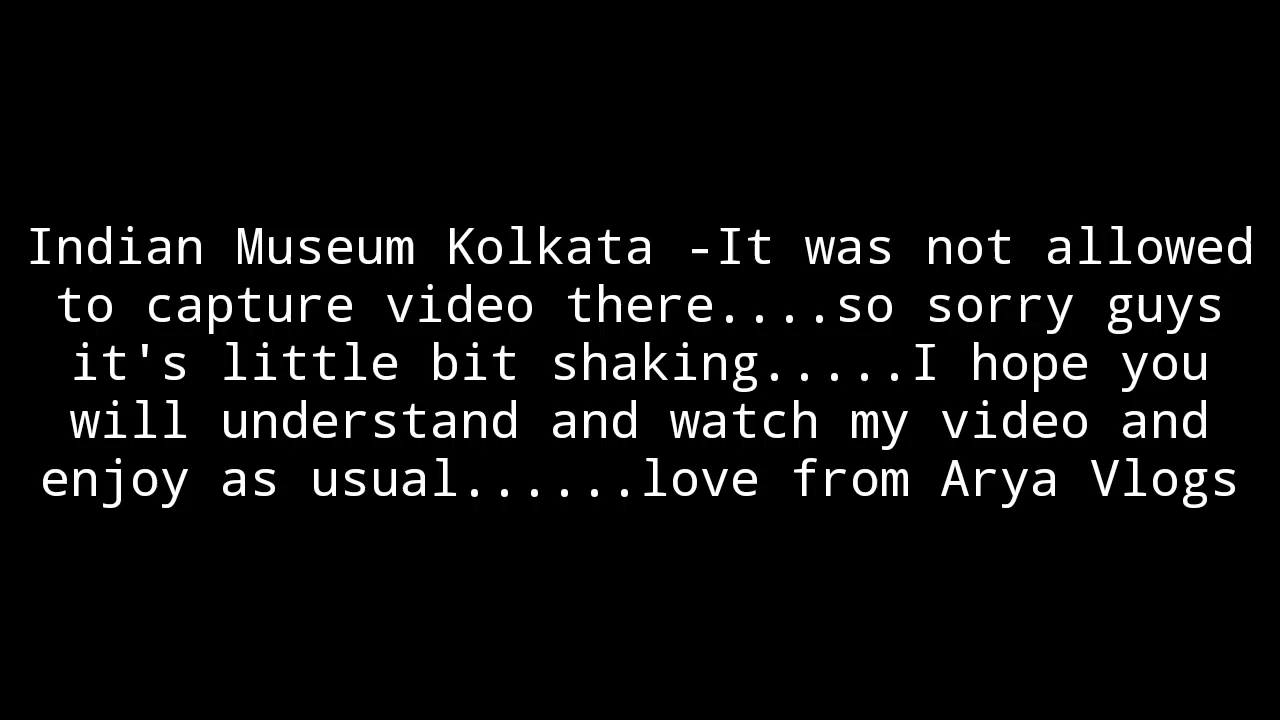 Indian Museum Kolkata -It was not allowed
to capture video there....so sorry guys
it's little bit shaking.....I hope you
will understand and watch my video and
enjoy as usual......love from Arya Vlogs